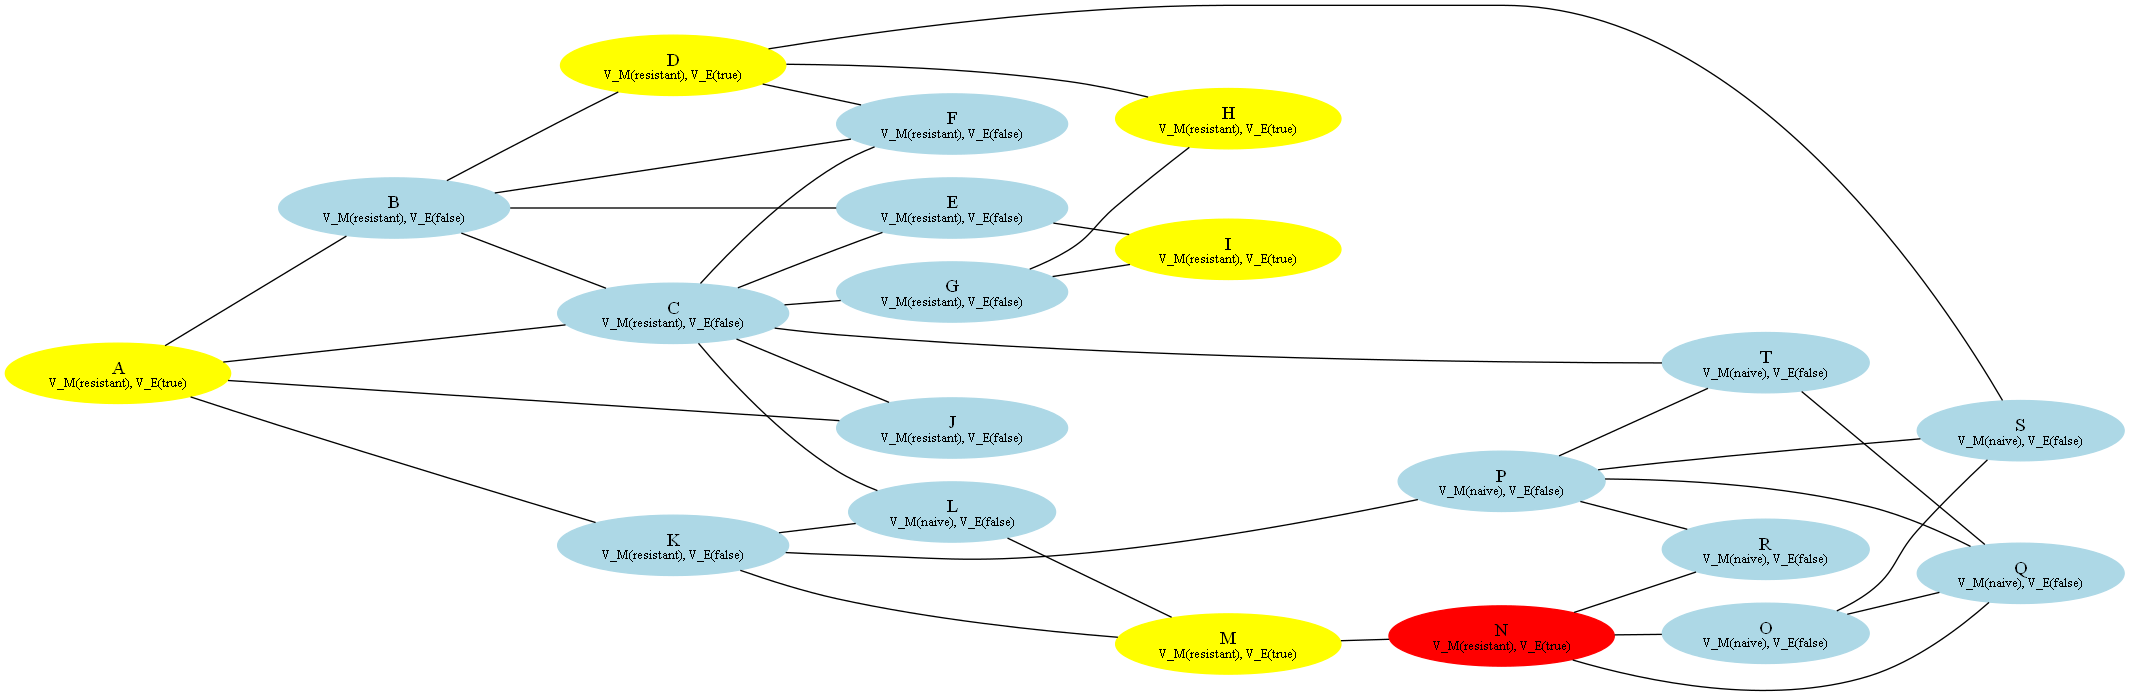 A
V_M(resistant), V_E(true)
B
V_M(resistant), V_E(false)
D
V_M(resistant), V_E(true)
C
V_M(resistant), V_E(false)
K
V_M(resistant), V_E(false)
F
V_M(resistant), V_E(false)
E
V_M(resistant), V_E(false)
G
V_M(resistant), V_E(false)
J
V_M(resistant), V_E(false)
L
V_M(naive), V_E(false)
H
V_M(resistant), V_E(true)
I
V_M(resistant), V_E(true)
M
V_M(resistant), V_E(true)
P
V_M(naive), V_E(false)
N
V_M(resistant), V_E(true)
T
V_M(naive), V_E(false)
R
V_M(naive), V_E(false)
O
V_M(naive), V_E(false)
S
V_M(naive), V_E(false)
Q
V_M(naive), V_E(false)